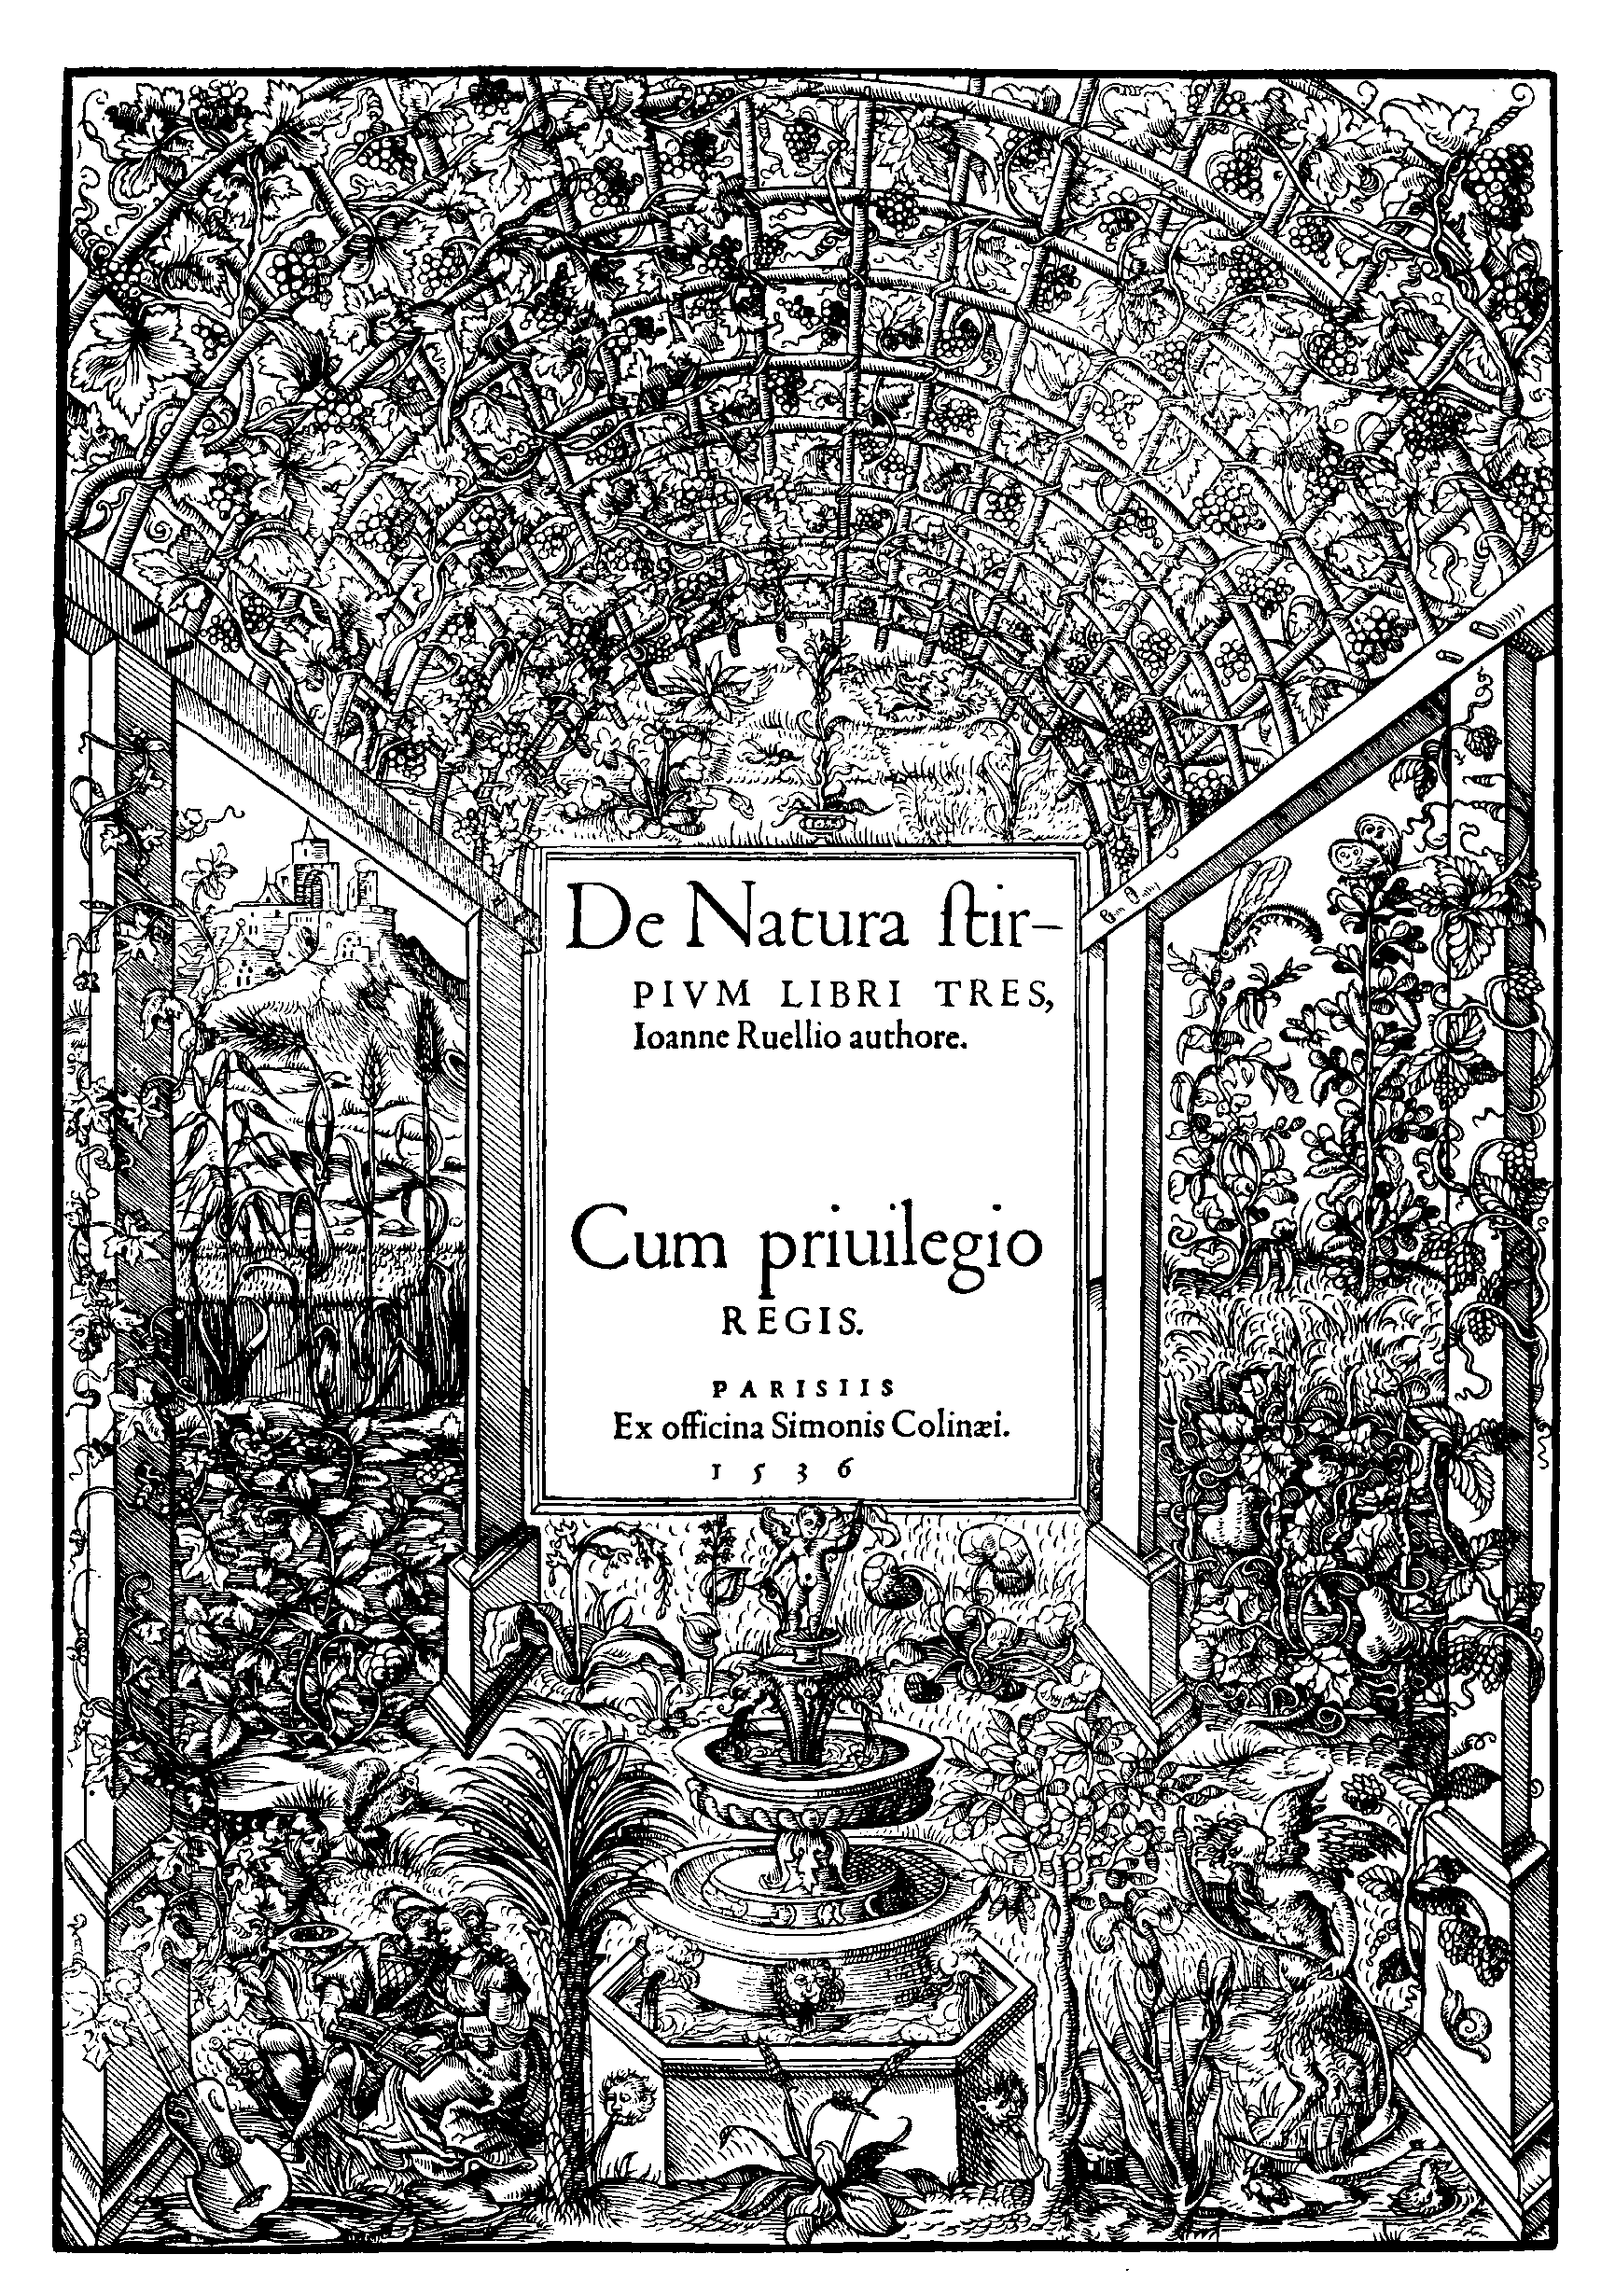 De Natura ſtir-
PIVM LIBRI TRES,
Ioanne Ruellio authore.
Cum priuilegio
REGIS.
PARISIIS
Ex officina Simonis Colinæi.
1536